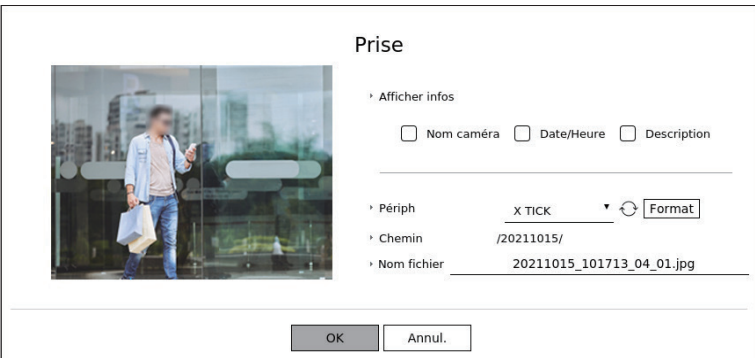 Prise
Afficher infos
Nom caméra Date/Heure Description
Périph X TICK Format
Chemin /20211015/
Nom fichier 20211015_101713_04_01.jpg
OK Annul.